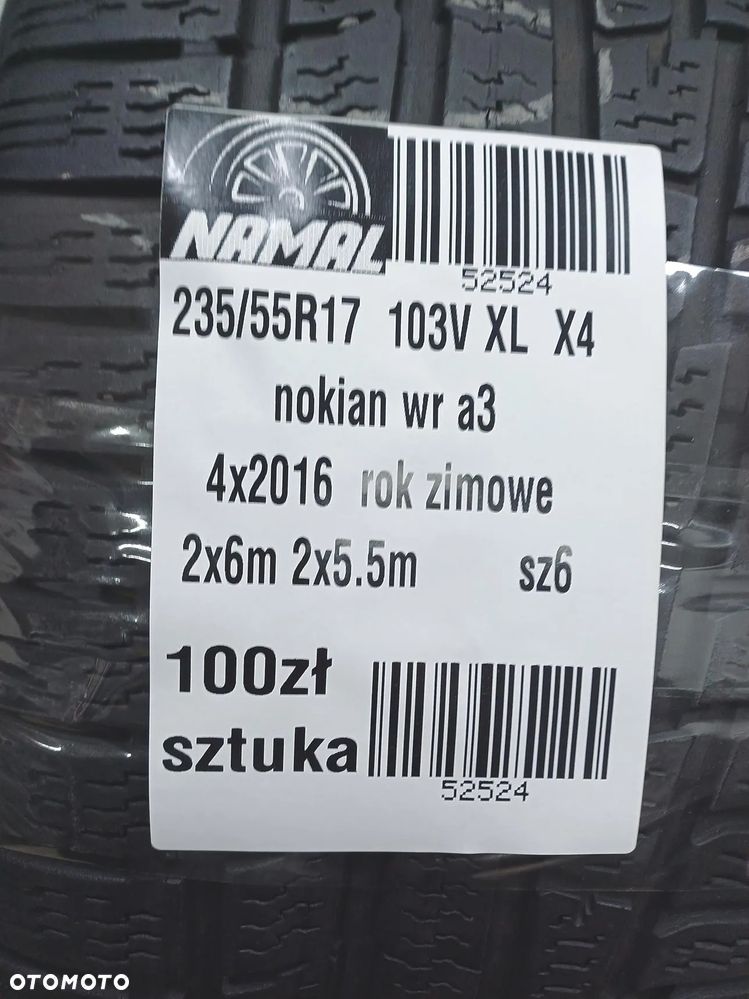 NAMAL
52524
235/55R17 103V XL X4
nokian wr a3
4x2016 rok zimowe
2x6m 2x5.5m sz6
100zł
sztuka
52524
OTOMOTO